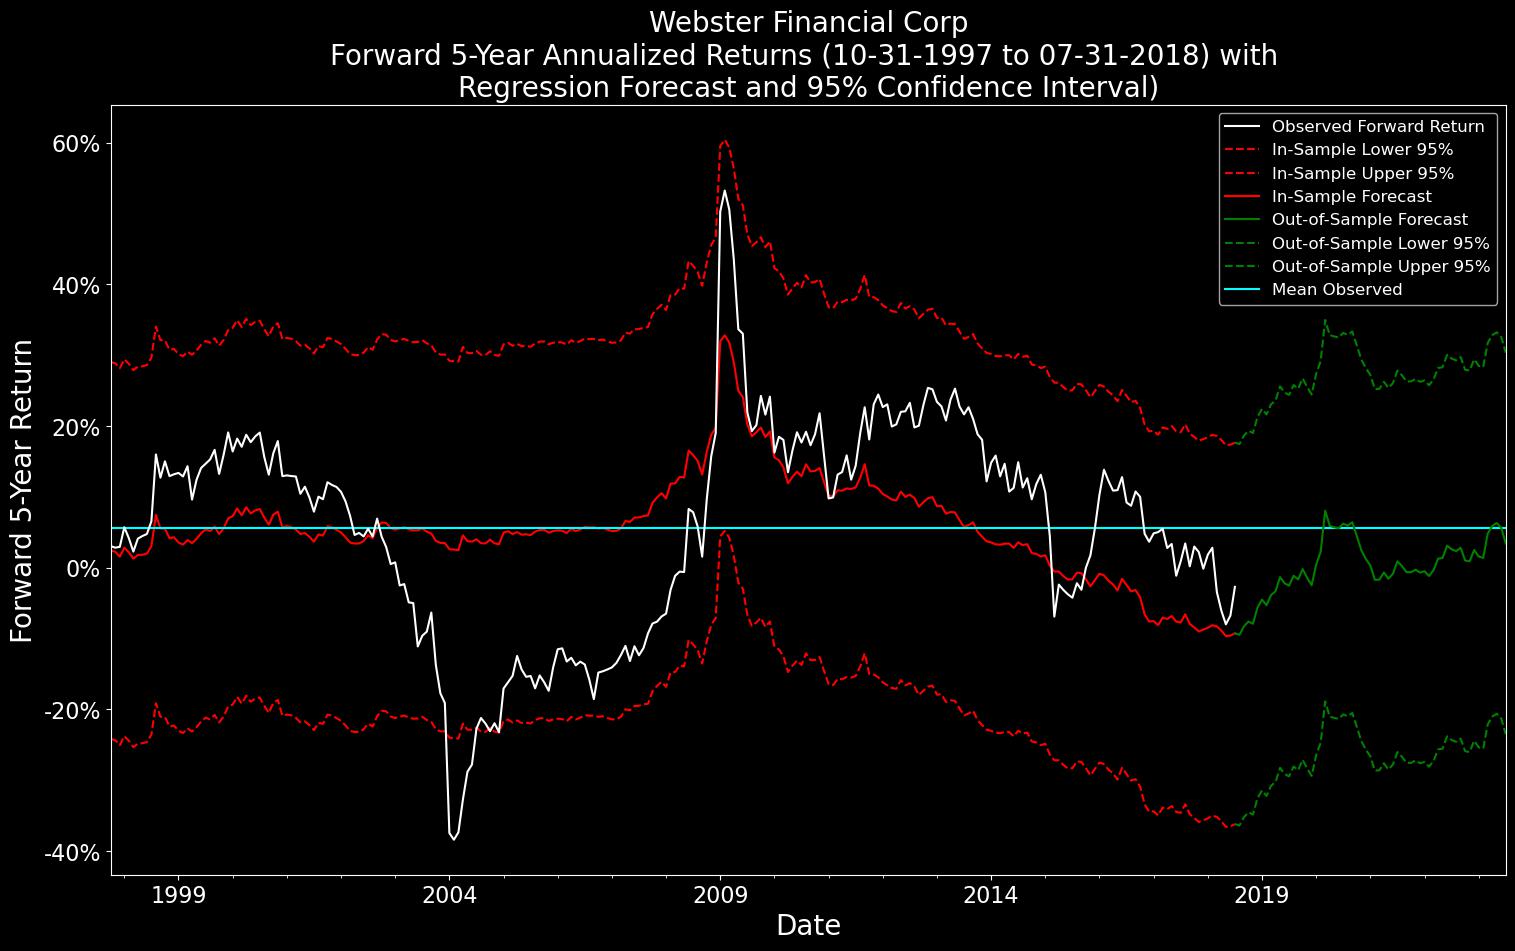 Webster Financial Corp
Forward 5-Year Annualized Returns (10-31-1997 to 07-31-2018) with
Regression Forecast and 95% Confidence Interval)
Observed Forward Return
In-Sample Lower 95%
In-Sample Upper 95%
In-Sample Forecast
Out-of-Sample Forecast
Out-of-Sample Lower 95%
Out-of-Sample Upper 95%
Mean Observed
Forward 5-Year Return
60%
40%
20%
0%
-20%
-40%
1999
2004
2009
2014
2019
Date